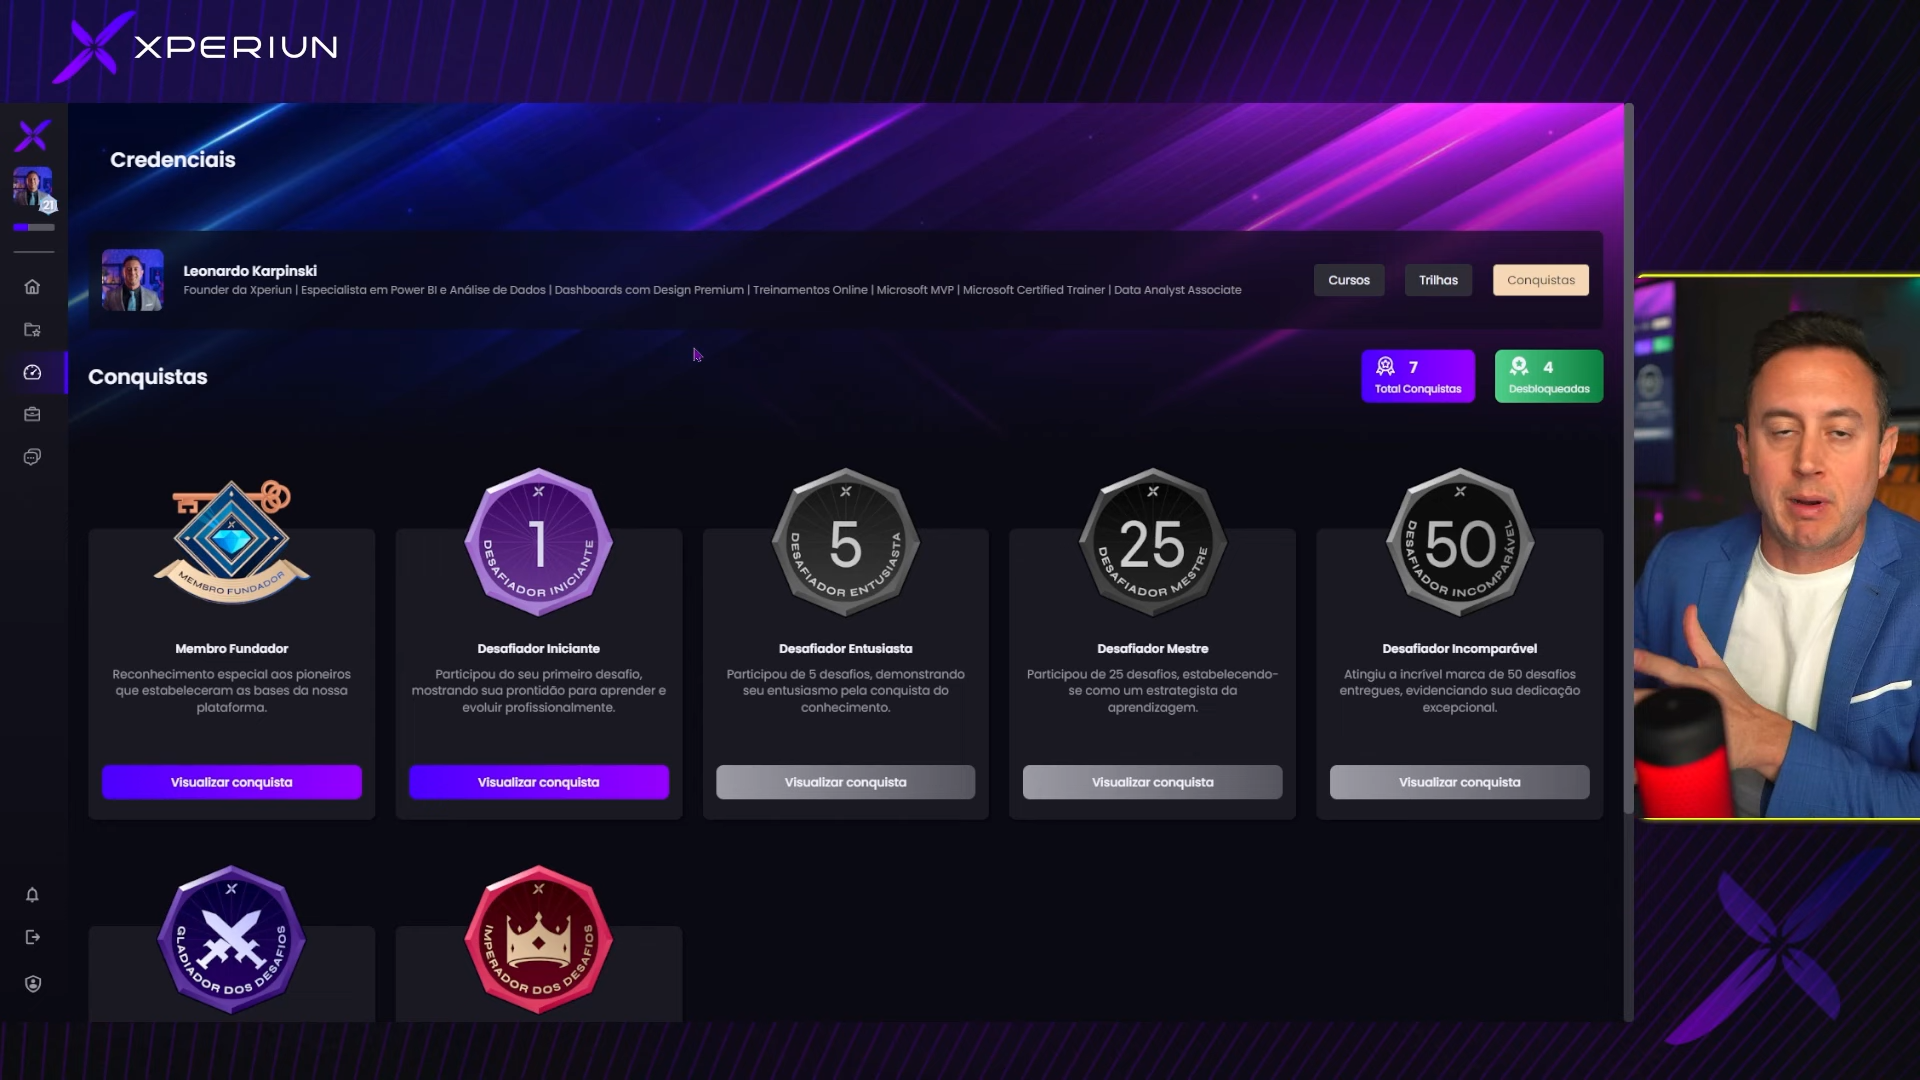 XPERIUN
Credenciais
21
Leonardo Karpinski
Founder da Xperiun | Especialista em Power BI e Análise de Dados | Dashboards com Design Premium | Treinamentos Online | Microsoft MVP | Microsoft Certified Trainer | Data Analyst Associate
Cursos
Trilhas
Conquistas
Conquistas
7
Total Conquistas
4
Desbloqueadas
MEMBRO FUNDADOR
1
DESAFIADOR INICIANTE
5
DESAFIADOR ENTUSIASTA
25
DESAFIADOR MESTRE
50
DESAFIADOR INCOMPARÁVEL
Membro Fundador
Reconhecimento especial aos pioneiros
que estabeleceram as bases da nossa
plataforma.
Visualizar conquista
Desafiador Iniciante
Participou do seu primeiro desafio,
mostrando sua prontidão para aprender e
evoluir profissionalmente.
Visualizar conquista
Desafiador Entusiasta
Participou de 5 desafios, demonstrando
seu entusiasmo pela conquista do
conhecimento.
Visualizar conquista
Desafiador Mestre
Participou de 25 desafios, estabelecendo-
se como um estrategista da
aprendizagem.
Visualizar conquista
Desafiador Incomparável
Atingiu a incrível marca de 50 desafios
entregues, evidenciando sua dedicação
excepcional.
Visualizar conquista
GLADIADOR DOS DESAFIOS
IMPERADOR DOS DESAFIOS